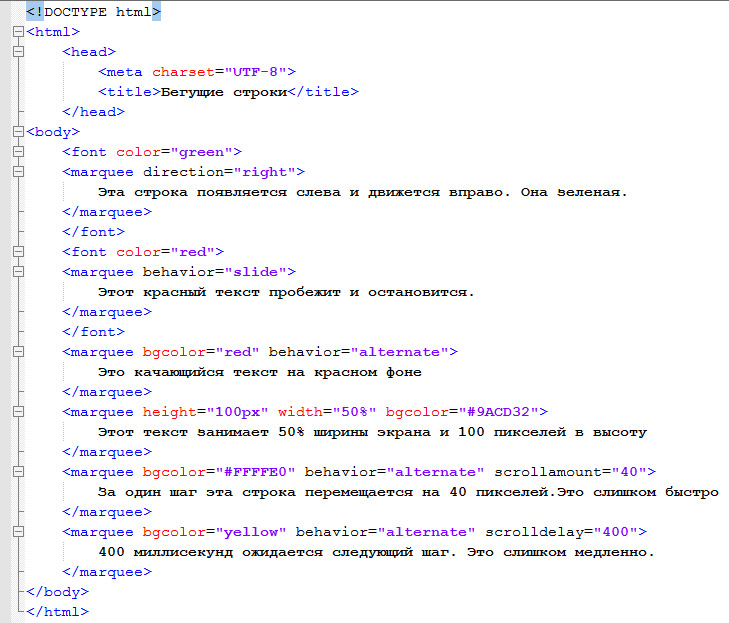 <!DOCTYPE html>
<html>
<head>
<meta charset="UTF-8">
<title>Бегущие строки</title>
</head>
<body>
<font color="green">
<marquee direction="right">
Эта строка появляется слева и движется вправо. Она зеленая.
</marquee>
</font>
<font color="red">
<marquee behavior="slide">
Этот красный текст пробежит и остановится.
</marquee>
</font>
<marquee bgcolor="red" behavior="alternate">
Это качающийся текст на красном фоне
</marquee>
<marquee height="100px" width="50%" bgcolor="#9ACD32">
Этот текст занимает 50% ширины экрана и 100 пикселей в высоту
</marquee>
<marquee bgcolor="#FFFFE0" behavior="alternate" scrollamount="40">
За один шаг эта строка перемещается на 40 пикселей.Это слишком быстро
</marquee>
<marquee bgcolor="yellow" behavior="alternate" scrolldelay="400">
400 миллисекунд ожидается следующий шаг. Это слишком медленно.
</marquee>
</body>
</html>